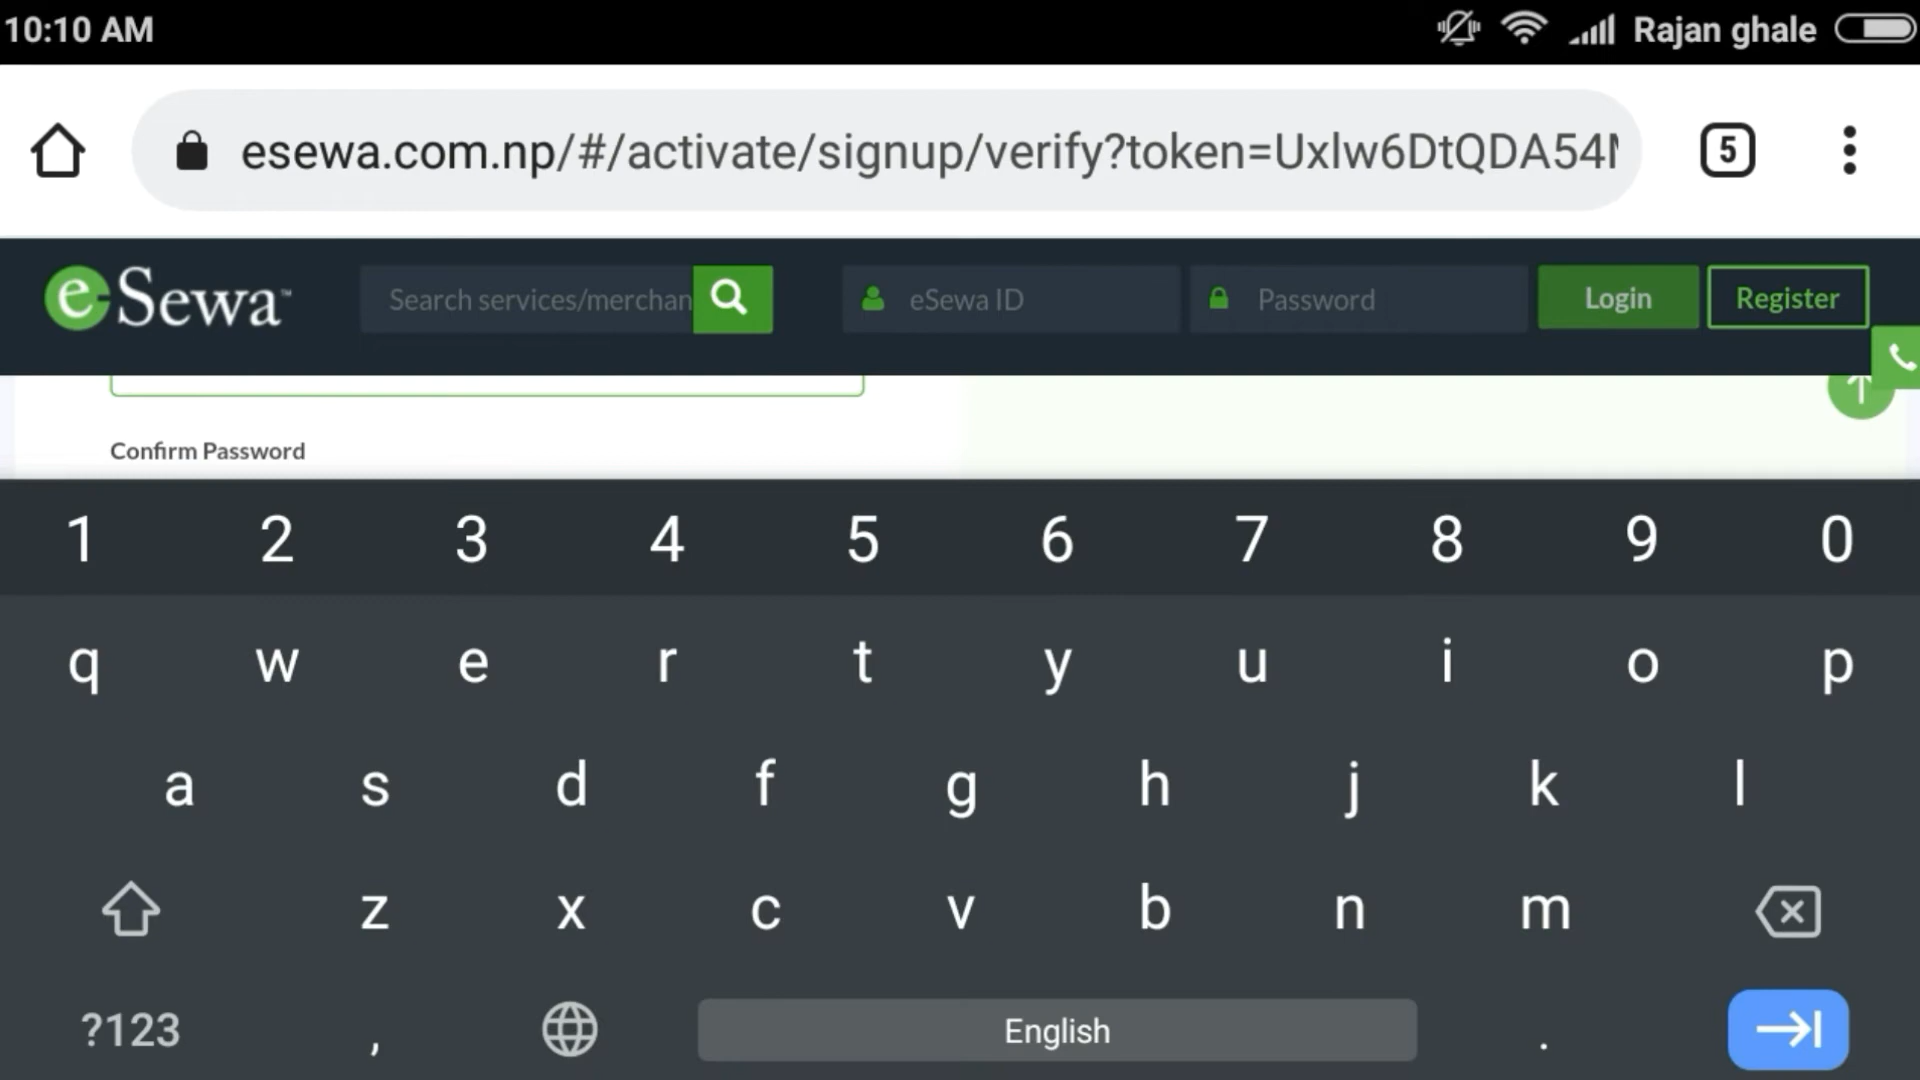 10:10 AM Rajan ghale
esewa.com.np/#/activate/signup/verify?token=Uxlw6DtQDA54
5
eSewa™ Search services/merchan eSewa ID Password Login Register
Confirm Password
1 2 3 4 5 6 7 8 9 0
q w e r t y u i o p
a s d f g h j k l
z x c v b n m
?123 , English .